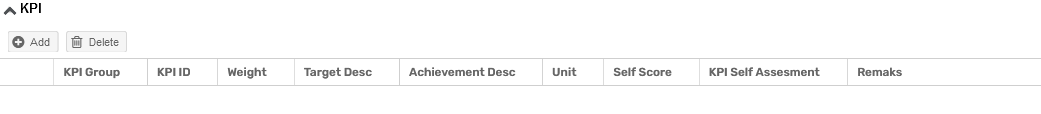 KPI
Add Delete
KPI Group KPI ID Weight Target Desc Achievement Desc Unit Self Score KPI Self Assesment Remaks